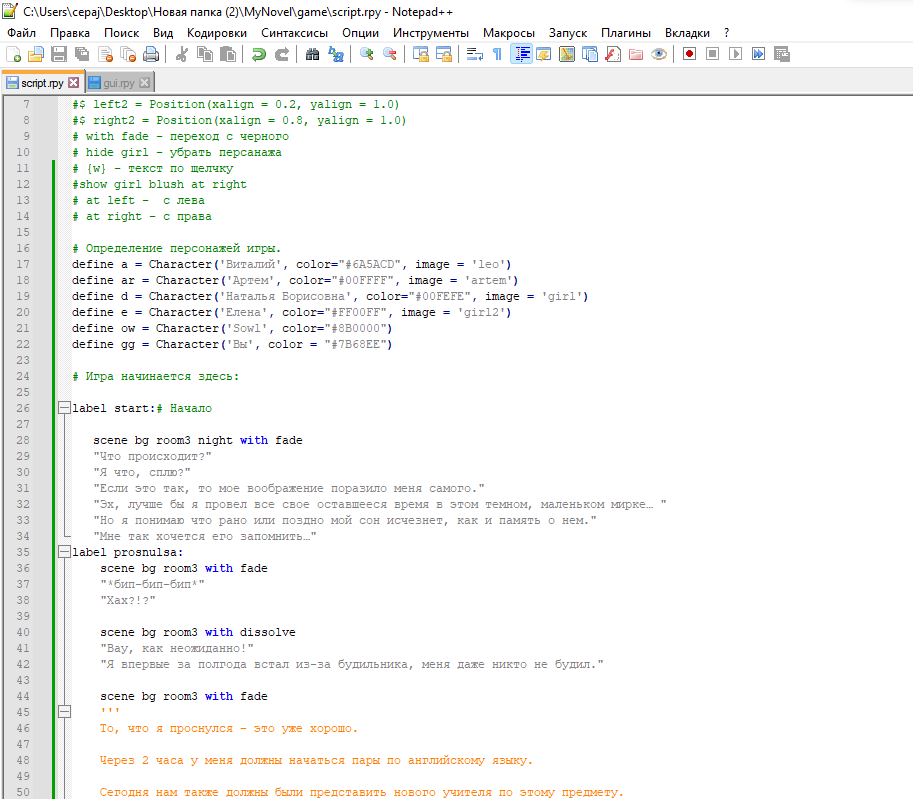 C:\Users\cepaj\Desktop\Новая папка (2)\MyNovel\game\script.rpy - Notepad++
Файл Правка Поиск Вид Кодировки Синтаксисы Опции Инструменты Макросы Запуск Плагины Вкладки ?
script.rpy gui.rpy
7 #$ left2 = Position(xalign = 0.2, yalign = 1.0)
8 #$ right2 = Position(xalign = 0.8, yalign = 1.0)
9 # with fade - переход с черного
10 # hide girl - убрать персанажа
11 # {w} - текст по щелчку
12 #show girl blush at right
13 # at left -  с лева
14 # at right - с права
15
16 # Определение персонажей игры.
17 define a = Character('Виталий', color="#6A5ACD", image = 'leo')
18 define ar = Character('Артем', color="#00FFFF", image = 'artem')
19 define d = Character('Наталья Борисовна', color="#00FEFE", image = 'girl')
20 define e = Character('Елена', color="#FF00FF", image = 'girl2')
21 define ow = Character('Sowl', color="#8B0000")
22 define gg = Character('Вы', color = "#7B68EE")
23
24 # Игра начинается здесь:
25
26 label start:# Начало
27
28 scene bg room3 night with fade
29 "Что происходит?"
30 "Я что, сплю?"
31 "Если это так, то мое воображение поразило меня самого."
32 "Эх, лучше бы я провел все свое оставшееся время в этом темном, маленьком мирке… "
33 "Но я понимаю что рано или поздно мой сон исчезнет, как и память о нем."
34 "Мне так хочется его запомнить…"
35 label prosnulsa:
36 scene bg room3 with fade
37 "*бип-бип-бип*"
38 "Хах?!?"
39
40 scene bg room3 with dissolve
41 "Вау, как неожиданно!"
42 "Я впервые за полгода встал из-за будильника, меня даже никто не будил."
43
44 scene bg room3 with fade
45 '''
46 То, что я проснулся - это уже хорошо.
47
48 Через 2 часа у меня должны начаться пары по английскому языку.
49
50 Сегодня нам также должны были представить нового учителя по этому предмету.